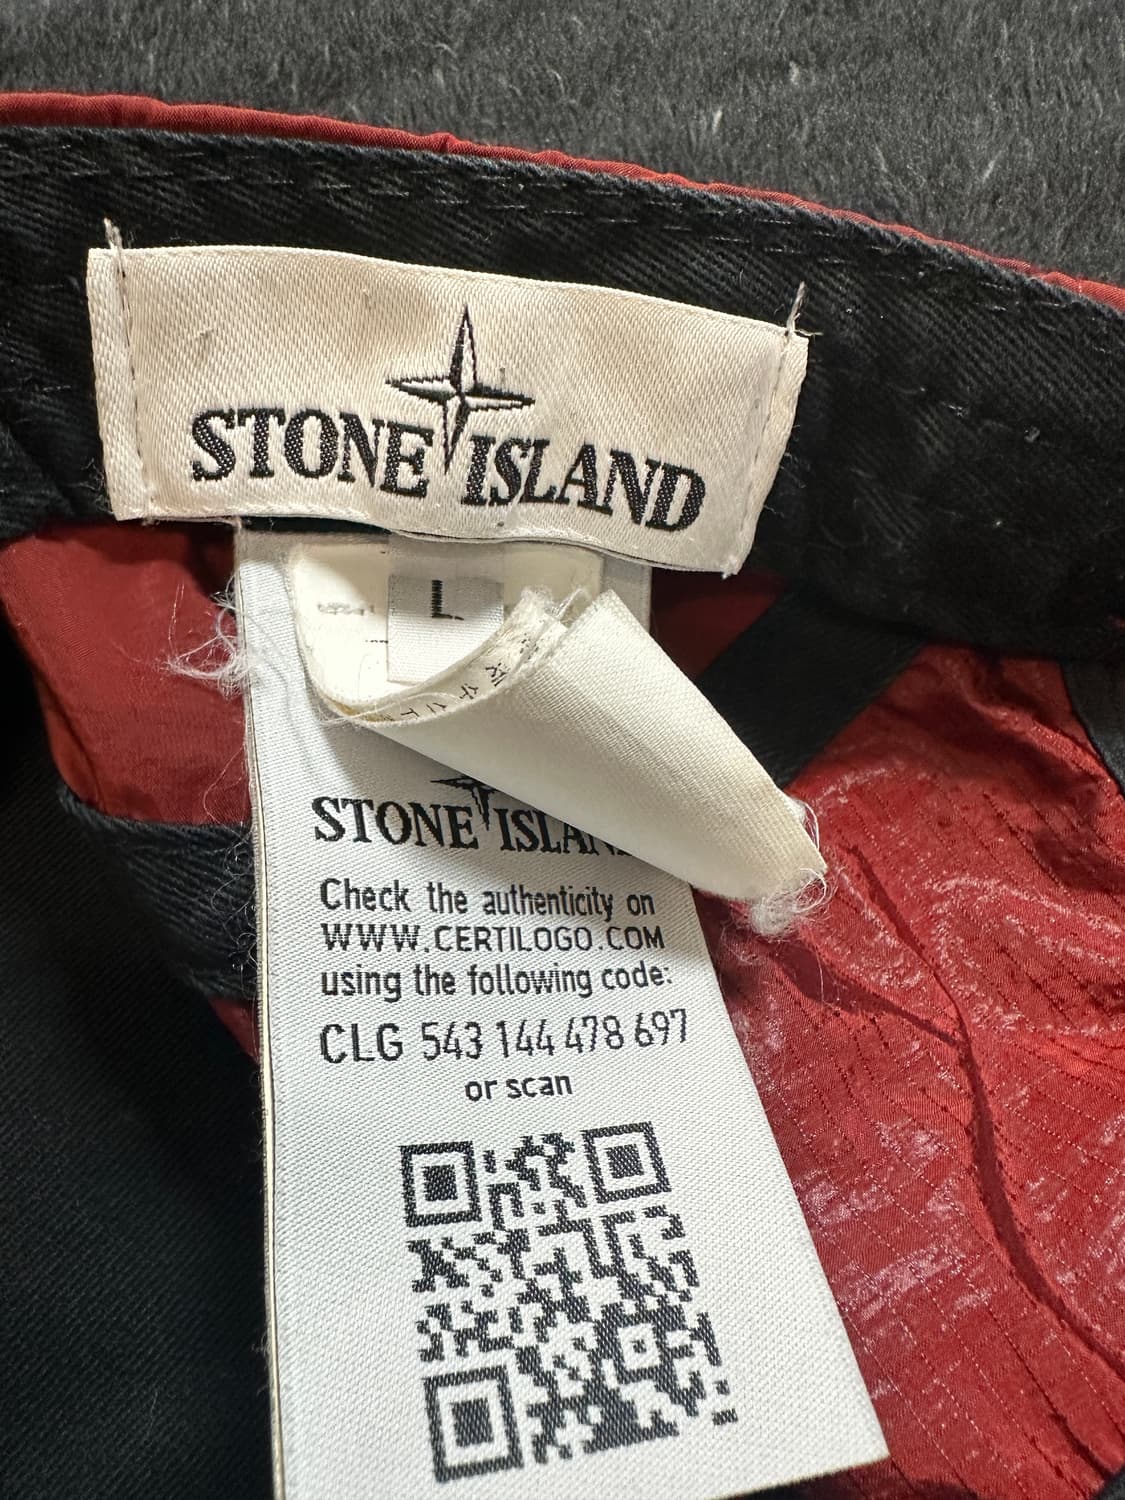 STONE ISLAND
L
STONE ISLAN
Check the authenticity on
WWW.CERTILOGO.COM
using the following code:
CLG 543 144 478 697
or scan